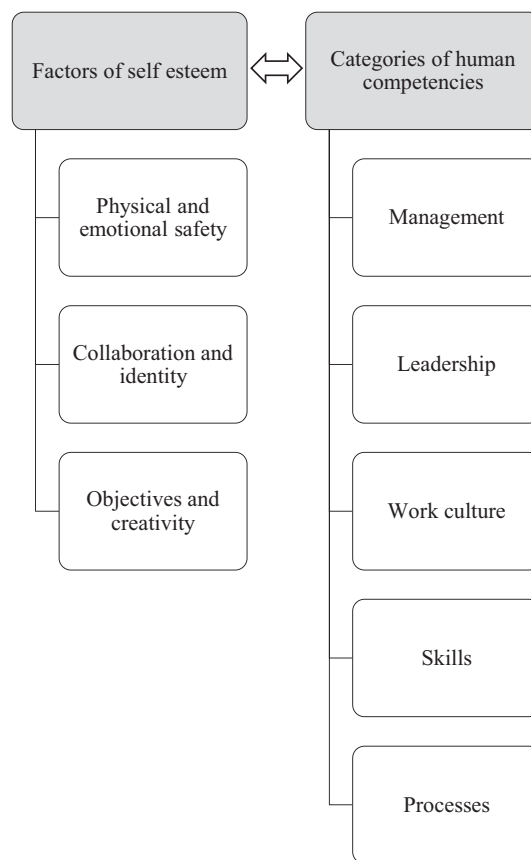 Factors of self esteem
Categories of human
competencies
Physical and
emotional safety
Collaboration and
identity
Objectives and
creativity
Management
Leadership
Work culture
Skills
Processes